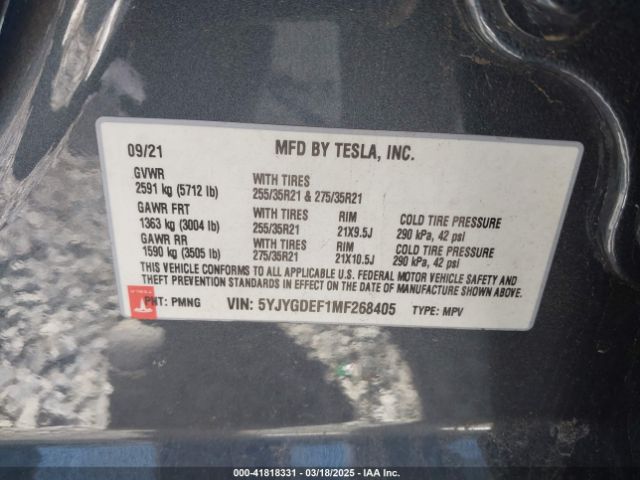 09/21 MFD BY TESLA, INC.
GVWR WITH TIRES
2591 kg (5712 lb) 255/35R21 & 275/35R21
GAWR FRT WITH TIRES RIM COLD TIRE PRESSURE
1363 kg (3004 lb) 255/35R21 21X9.5J 290 kPa, 42 psi
GAWR RR WITH TIRES RIM COLD TIRE PRESSURE
1590 kg (3505 lb) 275/35R21 21X10.5J 290 kPa, 42 psi
THIS VEHICLE CONFORMS TO ALL APPLICABLE U.S. FEDERAL MOTOR VEHICLE SAFETY AND
THEFT PREVENTION STANDARDS IN EFFECT ON THE DATE OF MANUFACTURE SHOWN ABOVE.
PNT: PMNG VIN: 5YJYGDEF1MF268405 TYPE: MPV
TESLA
000-41818331 — 03/18/2025 — IAA Inc.